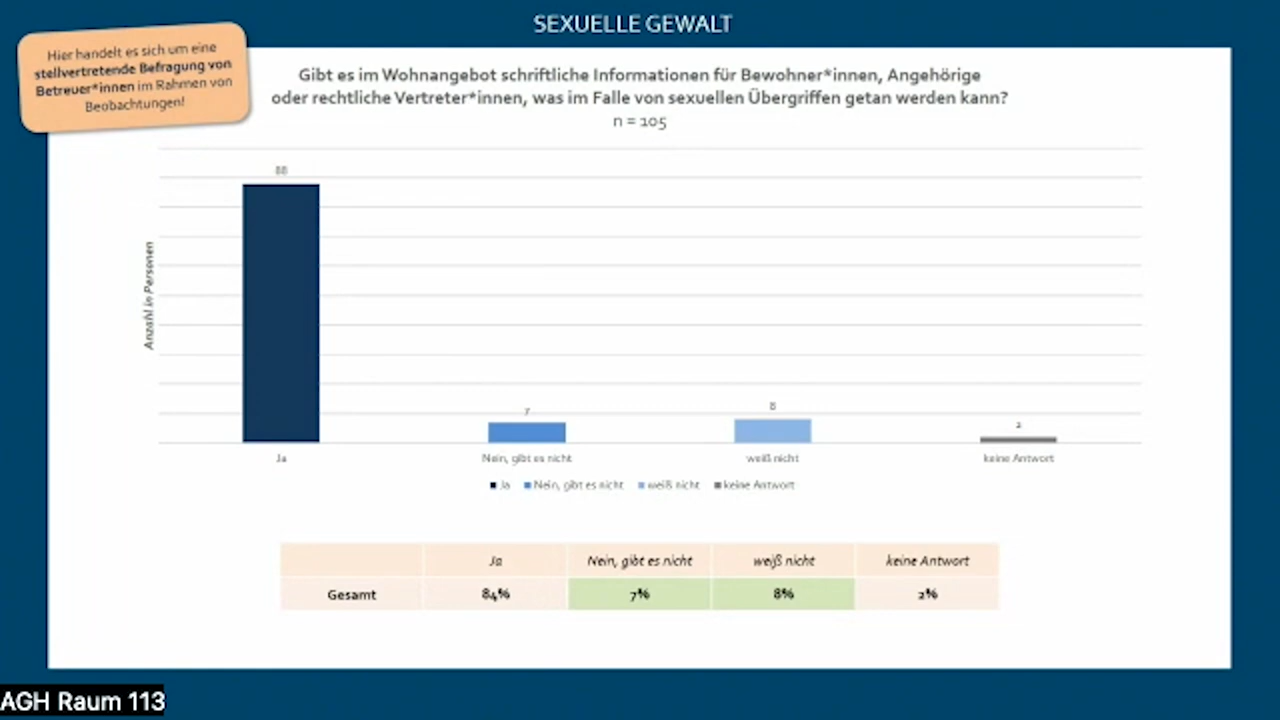 SEXUELLE GEWALT
Hier handelt es sich um eine
stellvertretende Befragung von
Betreuer*innen im Rahmen von
Beobachtungen!
Gibt es im Wohnangebot schriftliche Informationen für Bewohner*innen, Angehörige
oder rechtliche Vertreter*innen, was im Falle von sexuellen Übergriffen getan werden kann?
n = 105
Anzahl in Personen
88
7
8
2
Ja
Nein, gibt es nicht
weiß nicht
keine Antwort
Ja Nein, gibt es nicht weiß nicht keine Antwort
Ja Nein, gibt es nicht weiß nicht keine Antwort
Gesamt 84% 7% 8% 2%
AGH Raum 113